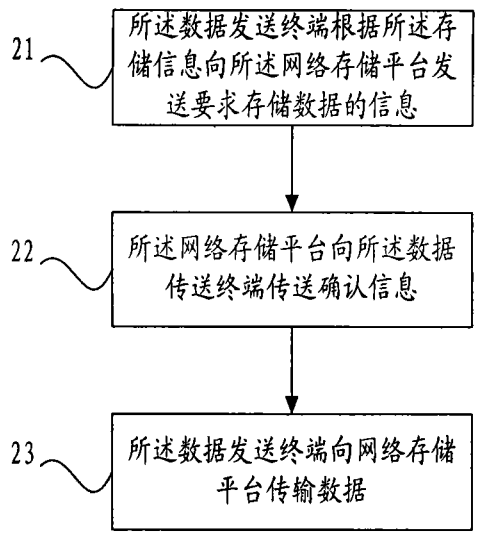 所述数据发送终端根据所述存
21
储信息向所述网络存储平台发
送要求存储数据的信息
22
所述网络存储平台向所述数据
传送终端传送确认信息
23
所述数据发送终端向网络存储
平台传输数据